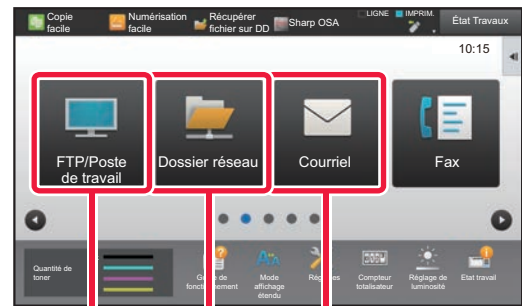 Copie facile
Numérisation facile
Récupérer fichier sur DD
Sharp OSA
LIGNE
IMPRIM.
État Travaux
10:15
FTP/Poste de travail
Dossier réseau
Courriel
Fax
Quantité de toner
Mode affichage étendu
Compteur totalisateur
Réglage de luminosité
Etat travail